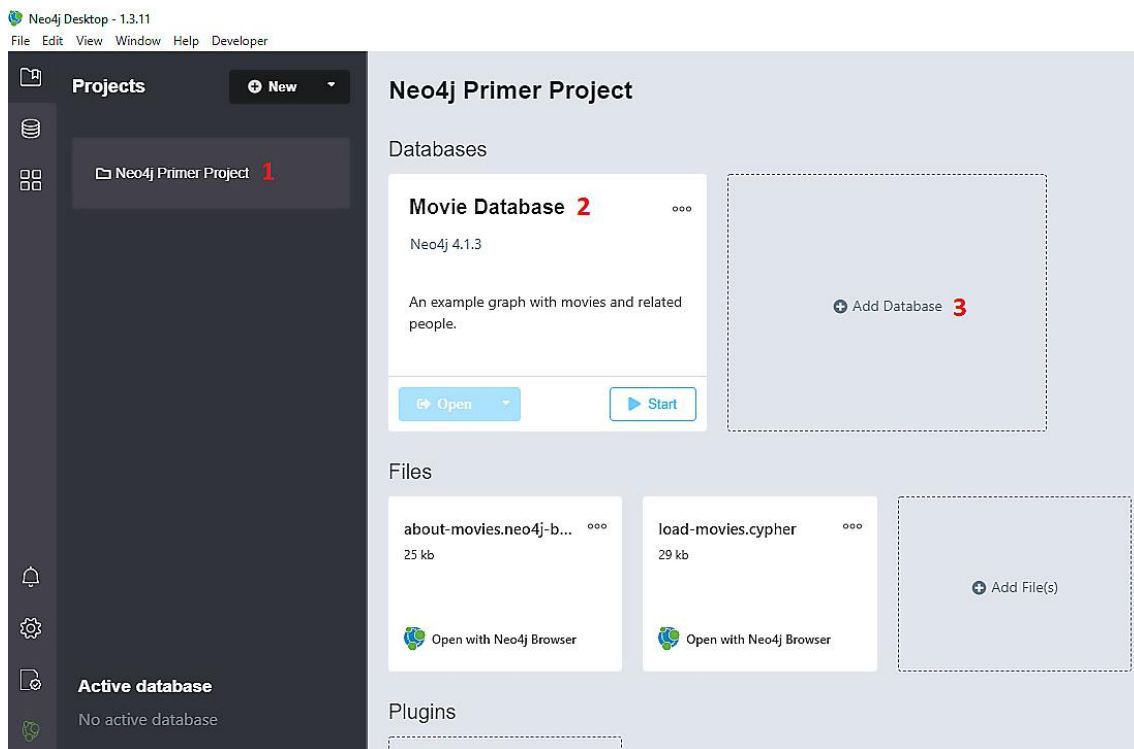 Neo4j Desktop - 1.3.11
File Edit View Window Help Developer
Projects
New
Neo4j Primer Project 1
Active database
No active database
Neo4j Primer Project
Databases
Movie Database 2
Neo4j 4.1.3
An example graph with movies and related
people.
Open
Start
Add Database 3
Files
about-movies.neo4j-b...
25 kb
Open with Neo4j Browser
load-movies.cypher
29 kb
Open with Neo4j Browser
Add File(s)
Plugins